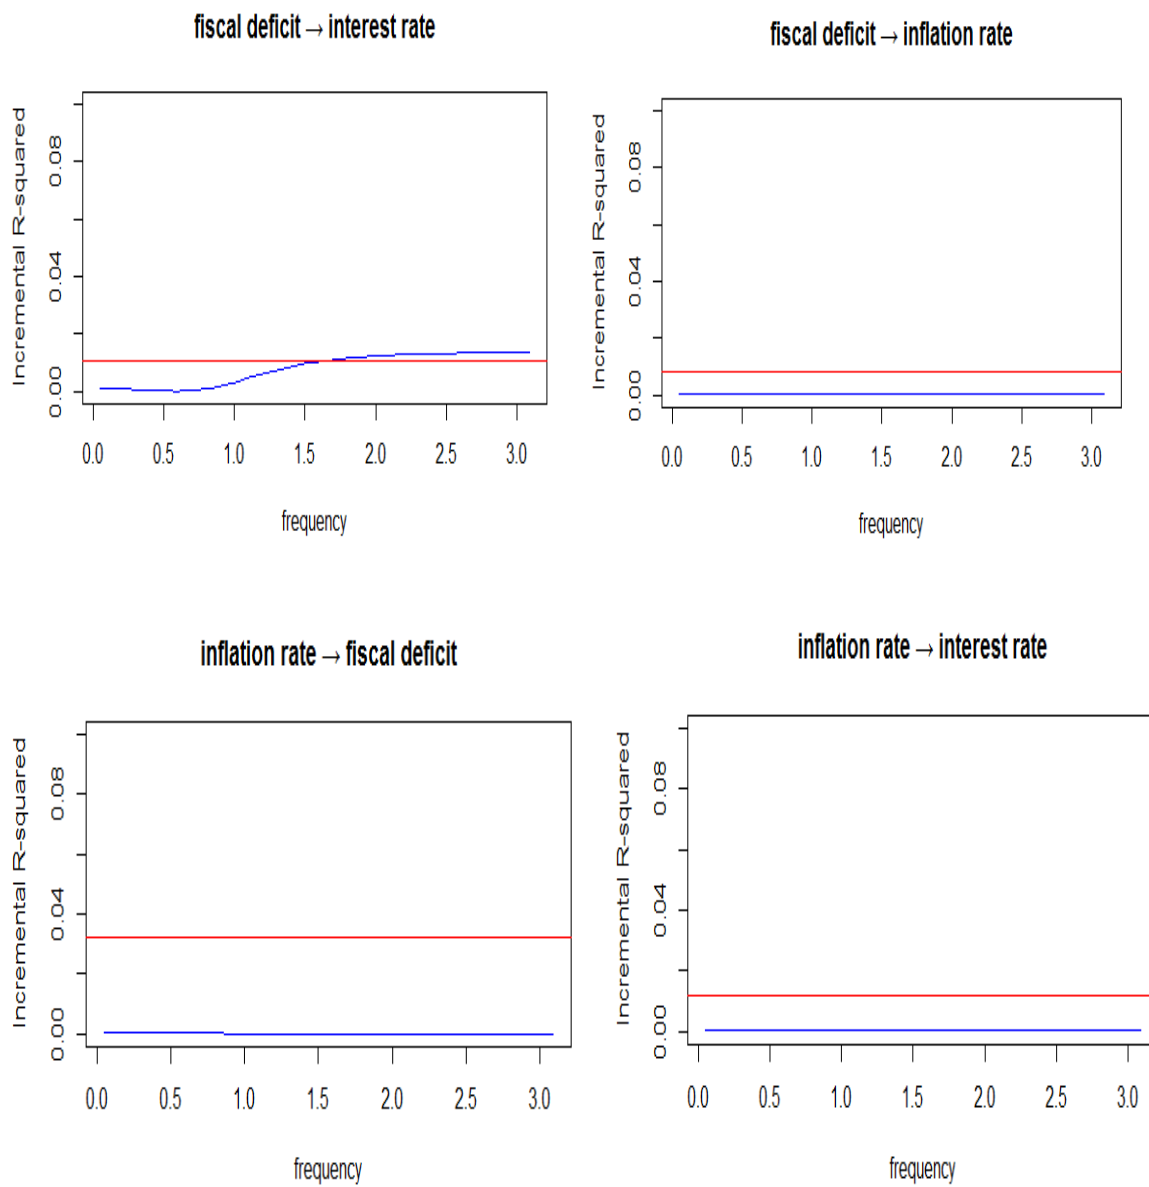 fiscal deficit → interest rate
Incremental R-squared
0.00 0.04 0.08
0.0 0.5 1.0 1.5 2.0 2.5 3.0
frequency
fiscal deficit → inflation rate
Incremental R-squared
0.00 0.04 0.08
0.0 0.5 1.0 1.5 2.0 2.5 3.0
frequency
inflation rate → fiscal deficit
Incremental R-squared
0.00 0.04 0.08
0.0 0.5 1.0 1.5 2.0 2.5 3.0
frequency
inflation rate → interest rate
Incremental R-squared
0.00 0.04 0.08
0.0 0.5 1.0 1.5 2.0 2.5 3.0
frequency